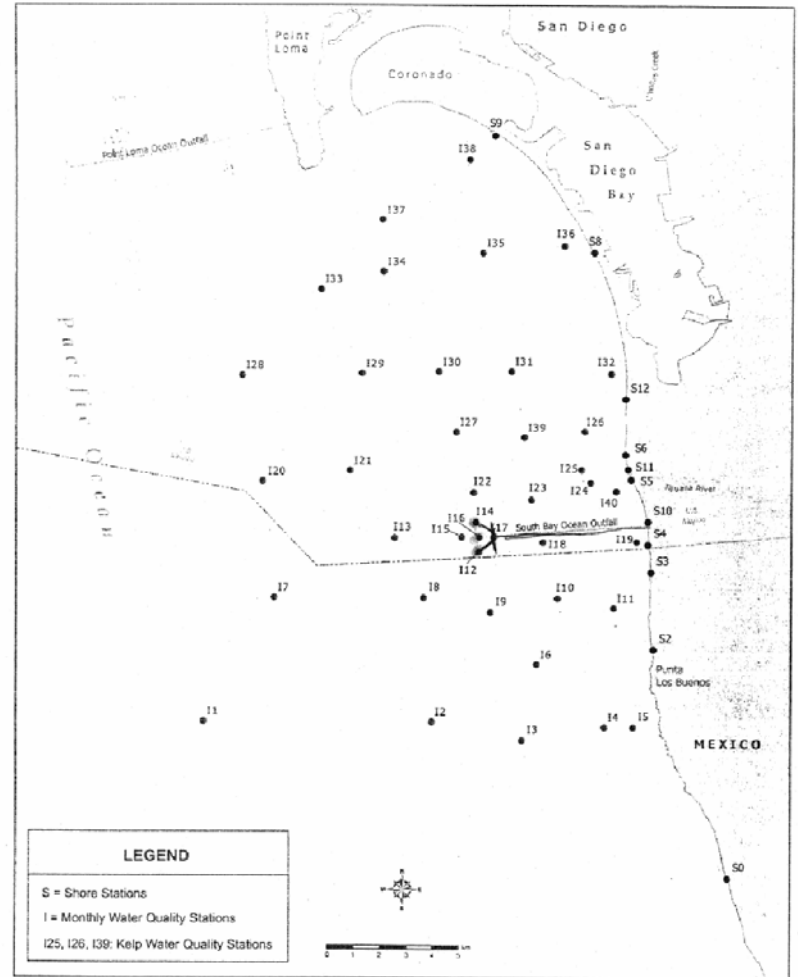 Point
Loma
San Diego
Coronado
Point Loma Ocean Outfall
S9
I38
San
Diego
Bay
I37
I36
S8
I35
I34
I33
Pacific Ocean
I28
I29
I30
I31
I32
S12
I27
I39
I26
S6
I20
I21
I25
S11
I24
S5
I22
I23
I40
Tijuana River
I14
S10
U.S.
Mexico
I13
I15
I16
I17
South Bay Ocean Outfall
I18
I19
S4
I12
S3
I7
I8
I9
I10
I11
I6
S2
Punta
Los Buenos
I1
I2
I3
I4
I5
MEXICO
S0
LEGEND
S = Shore Stations
I = Monthly Water Quality Stations
I25, I26, I39: Kelp Water Quality Stations
N
W E
S
0 1 2 3 4 5 km